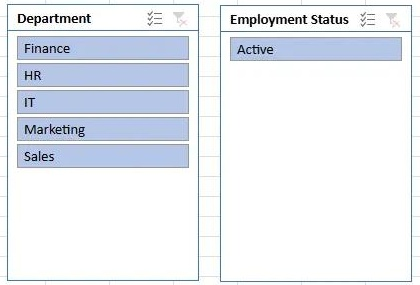 Department
Finance
HR
IT
Marketing
Sales
Employment Status
Active